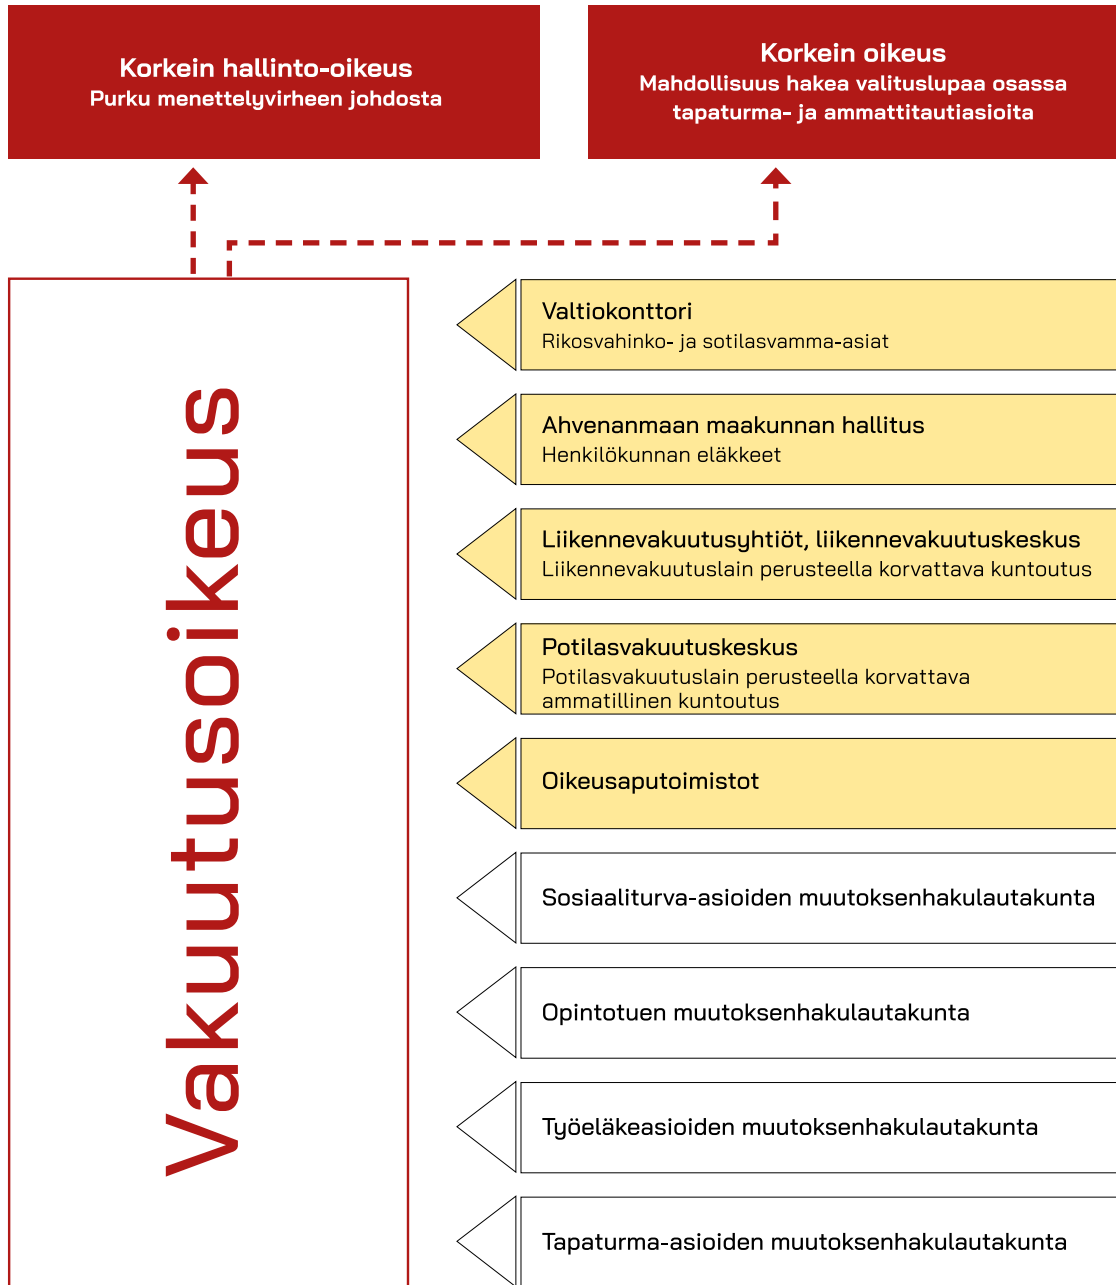 Korkein hallinto-oikeus
Purku menettelyvirheen johdosta
Korkein oikeus
Mahdollisuus hakea valituslupaa osassa
tapaturma- ja ammattitautiasioita
Vakuutusoikeus
Valtiokonttori
Rikosvahinko- ja sotilasvamma-asiat
Ahvenanmaan maakunnan hallitus
Henkilökunnan eläkkeet
Liikennevakuutusyhtiöt, liikennevakuutuskeskus
Liikennevakuutuslain perusteella korvattava kuntoutus
Potilasvakuutuskeskus
Potilasvakuutuslain perusteella korvattava
ammatillinen kuntoutus
Oikeusaputoimistot
Sosiaaliturva-asioiden muutoksenhakulautakunta
Opintotuen muutoksenhakulautakunta
Työeläkeasioiden muutoksenhakulautakunta
Tapaturma-asioiden muutoksenhakulautakunta